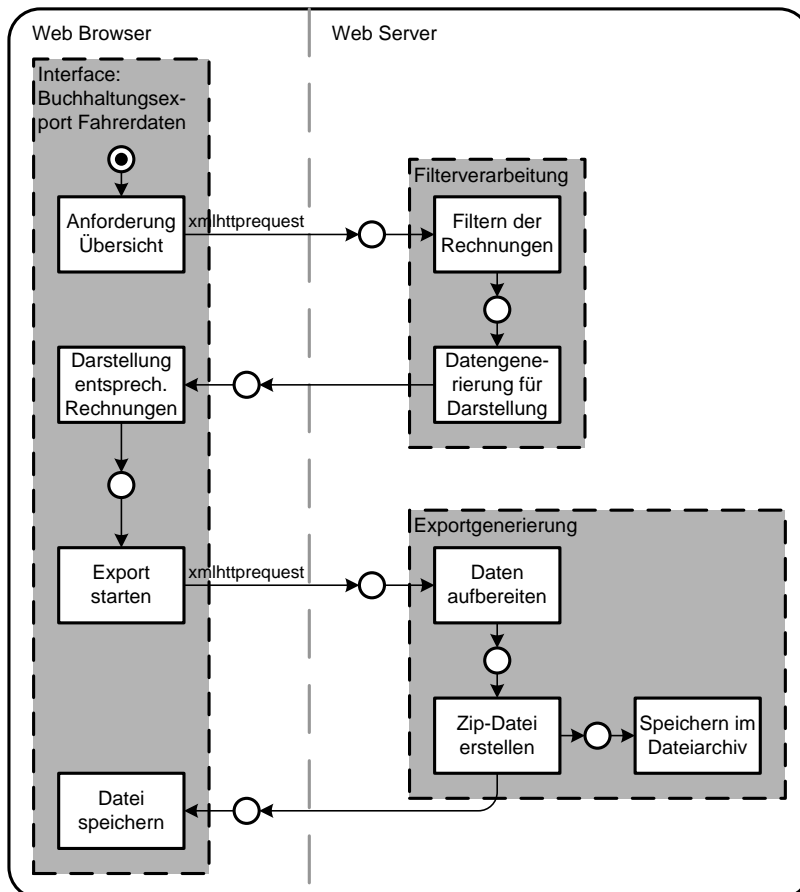 Web Browser
Web Server
Interface:
Buchhaltungsex-
port Fahrerdaten
Filterverarbeitung
Anforderung
Übersicht
xmlhttprequest
Filtern der
Rechnungen
Darstellung
entsprech.
Rechnungen
Datengene-
rierung für
Darstellung
Exportgenerierung
Export
starten
xmlhttprequest
Daten
aufbereiten
Zip-Datei
erstellen
Speichern im
Dateiarchiv
Datei
speichern